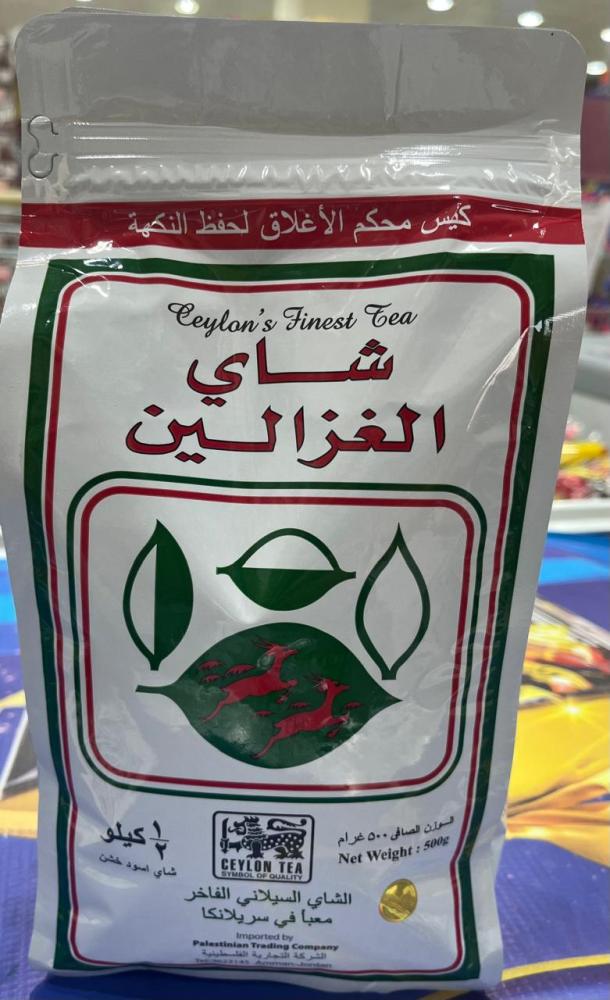 كيس محكم الأغلاق لحفظ النكهة
Ceylon's Finest Tea
شاي
الغزالين
١/٢ كيلو
شاي اسود خشن
CEYLON TEA
SYMBOL OF QUALITY
الوزن الصافي ٥٠٠ غرام
Net Weight : 500g
الشاي السيلاني الفاخر
معبأ في سريلانكا
Imported by
Palestinian Trading Company
الشركة التجارية الفلسطينية
Amman-Jordan